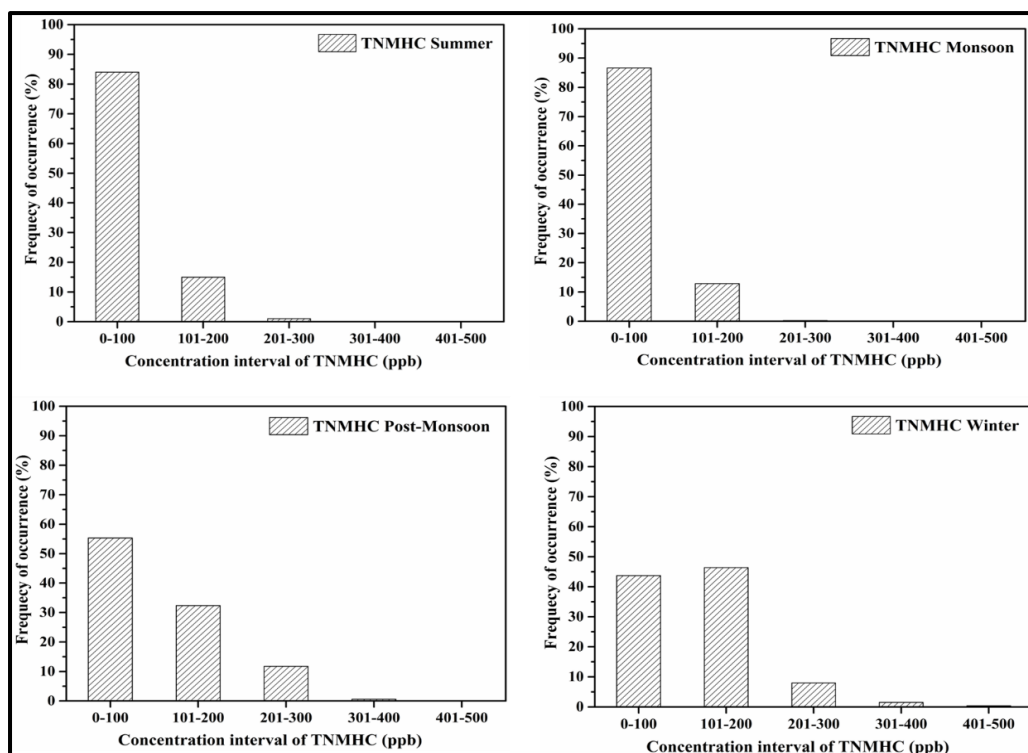 TNMHC Summer
Frequecy of occurrence (%)
100
90
80
70
60
50
40
30
20
10
0
0-100 101-200 201-300 301-400 401-500
Concentration interval of TNMHC (ppb)
TNMHC Monsoon
Frequecy of occurrence (%)
100
90
80
70
60
50
40
30
20
10
0
0-100 101-200 201-300 301-400 401-500
Concentration interval of TNMHC (ppb)
TNMHC Post-Monsoon
Frequecy of occurrence (%)
100
90
80
70
60
50
40
30
20
10
0
0-100 101-200 201-300 301-400 401-500
Concentration interval of TNMHC (ppb)
TNMHC Winter
Frequecy of occurrence (%)
100
90
80
70
60
50
40
30
20
10
0
0-100 101-200 201-300 301-400 401-500
Concentration interval of TNMHC (ppb)